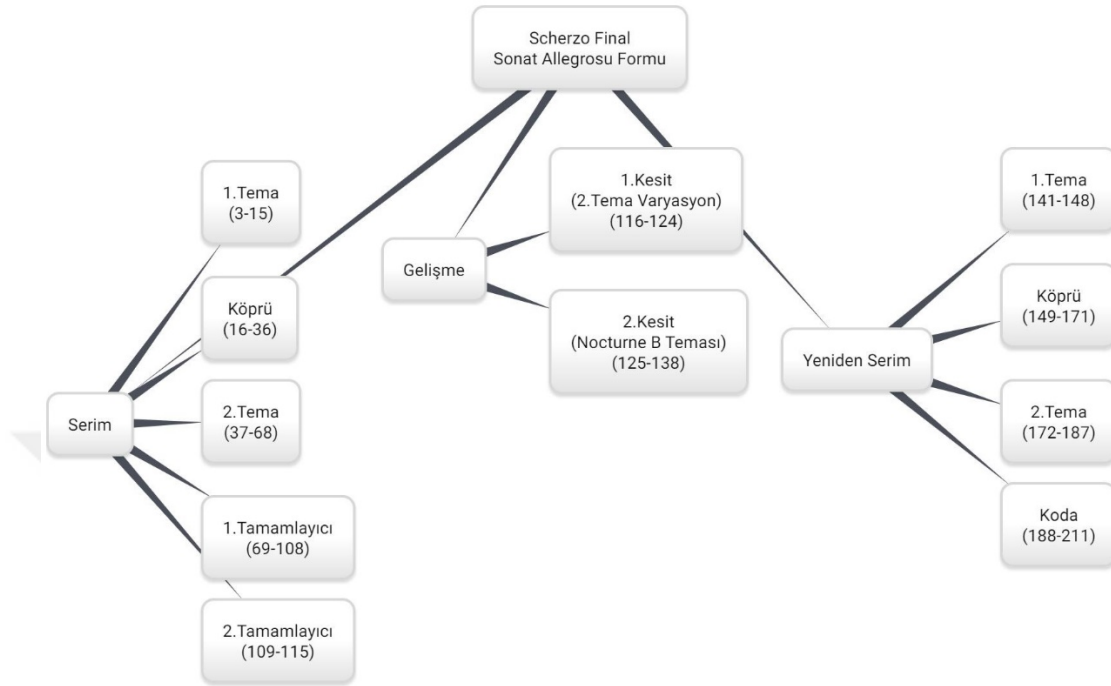 Scherzo Final
Sonat Allegrosu Formu
Serim
1.Tema
(3-15)
Köprü
(16-36)
2.Tema
(37-68)
1.Tamamlayıcı
(69-108)
2.Tamamlayıcı
(109-115)
Gelişme
1.Kesit
(2.Tema Varyasyon)
(116-124)
2.Kesit
(Nocturne B Teması)
(125-138)
Yeniden Serim
1.Tema
(141-148)
Köprü
(149-171)
2.Tema
(172-187)
Koda
(188-211)